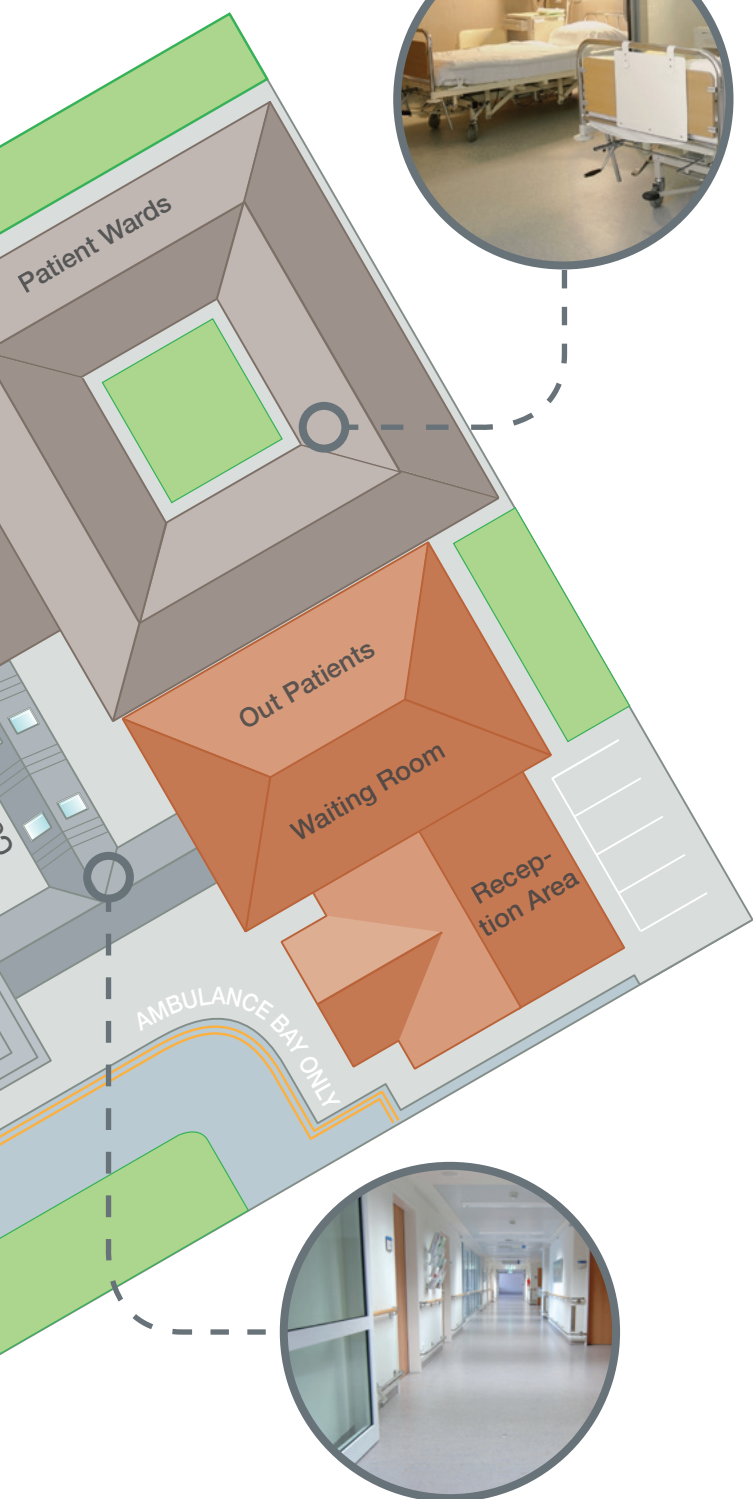 Patient Wards
Out Patients
Waiting Room
Recep-
tion Area
AMBULANCE BAY ONLY